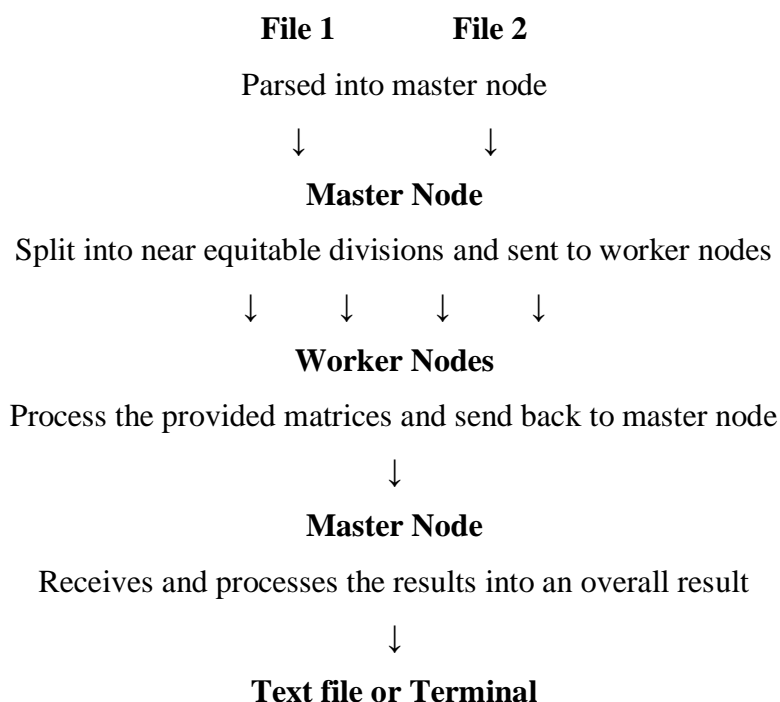 File 1 File 2
Parsed into master node
↓ ↓
Master Node
Split into near equitable divisions and sent to worker nodes
↓ ↓ ↓ ↓
Worker Nodes
Process the provided matrices and send back to master node
↓
Master Node
Receives and processes the results into an overall result
↓
Text file or Terminal